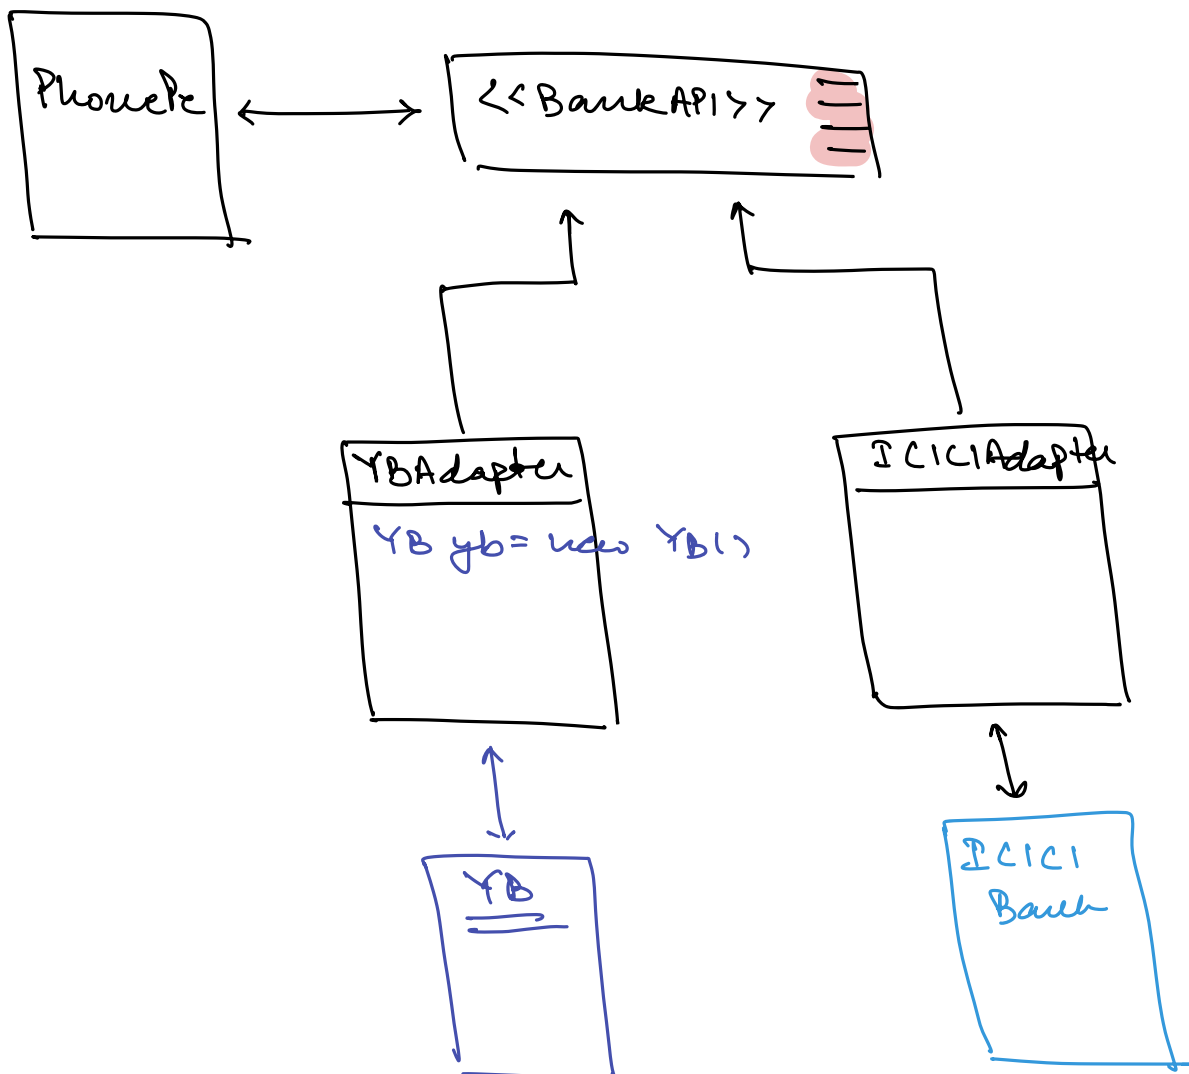 PhonePe
<<BankAPI>>
YBAdapter
ICICIAdapter
YB yb = new YB()
YB
ICICI
Bank